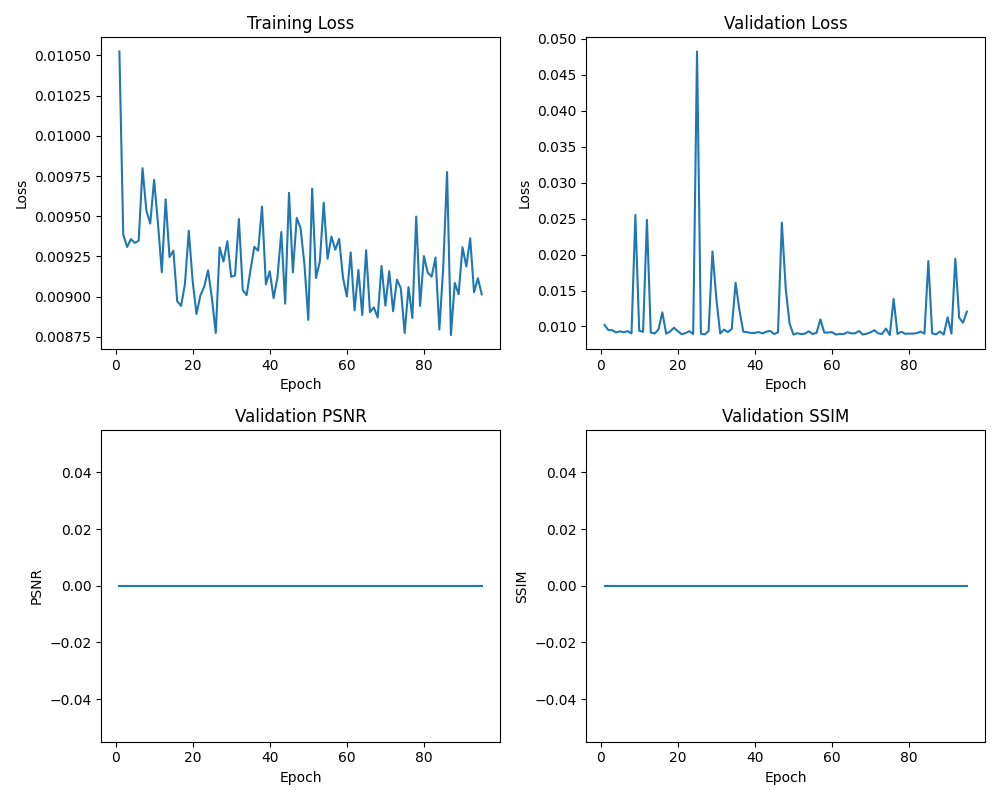 Training Loss
0.01050
0.01025
0.01000
0.00975
0.00950
0.00925
0.00900
0.00875
Loss
0 20 40 60 80
Epoch
Validation Loss
0.050
0.045
0.040
0.035
0.030
0.025
0.020
0.015
0.010
Loss
0 20 40 60 80
Epoch
Validation PSNR
0.04
0.02
0.00
−0.02
−0.04
PSNR
0 20 40 60 80
Epoch
Validation SSIM
0.04
0.02
0.00
−0.02
−0.04
SSIM
0 20 40 60 80
Epoch